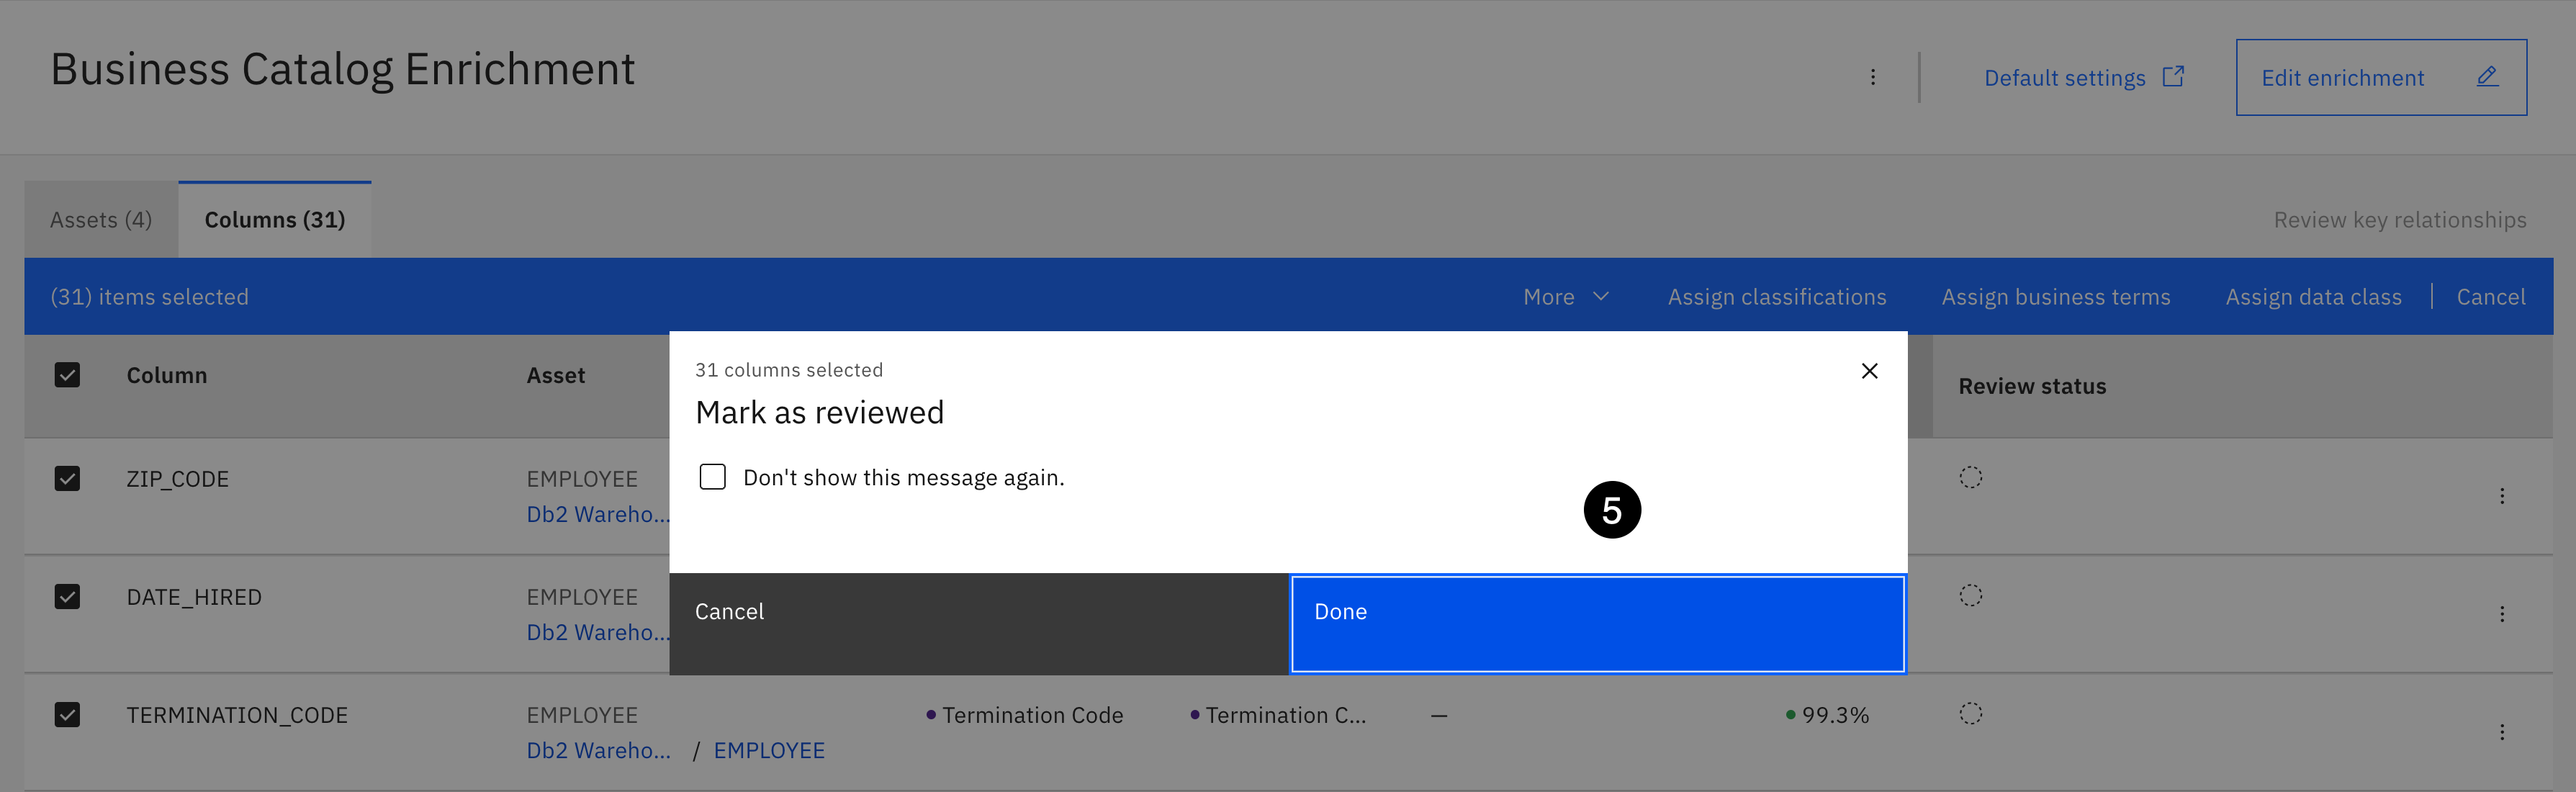 Business Catalog Enrichment
Default settings
Edit enrichment
Assets (4)
Columns (31)
Review key relationships
(31) items selected
More
Assign classifications
Assign business terms
Assign data class
Cancel
Column
Asset
Review status
31 columns selected
Mark as reviewed
Don't show this message again.
5
Cancel
Done
ZIP_CODE
EMPLOYEE
Db2 Wareho...
DATE_HIRED
EMPLOYEE
Db2 Wareho...
TERMINATION_CODE
EMPLOYEE
Termination Code
Termination C...
—
99.3%
Db2 Wareho... / EMPLOYEE